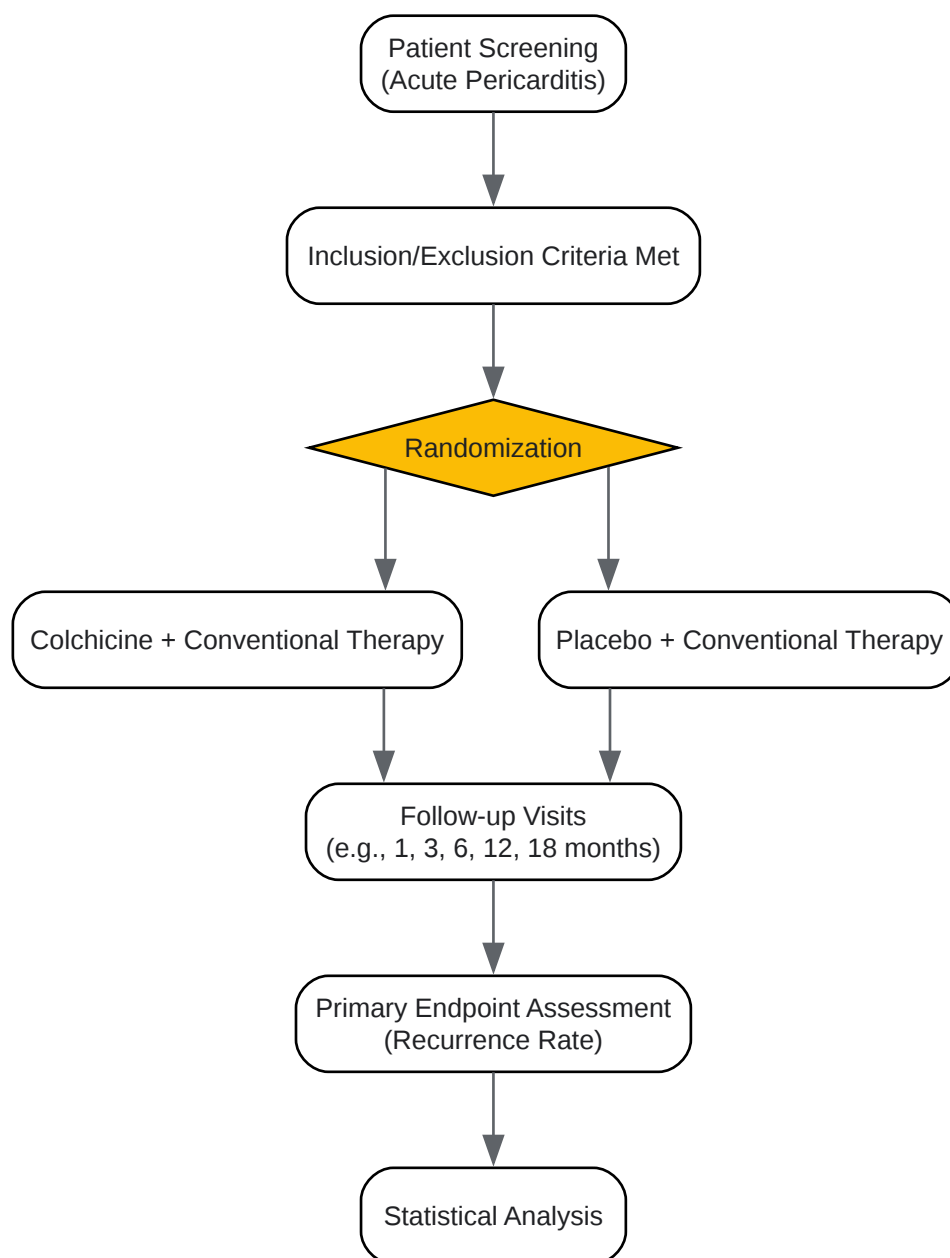 Patient Screening
(Acute Pericarditis)
Inclusion/Exclusion Criteria Met
Randomization
Colchicine + Conventional Therapy
Placebo + Conventional Therapy
Follow-up Visits
(e.g., 1, 3, 6, 12, 18 months)
Primary Endpoint Assessment
(Recurrence Rate)
Statistical Analysis